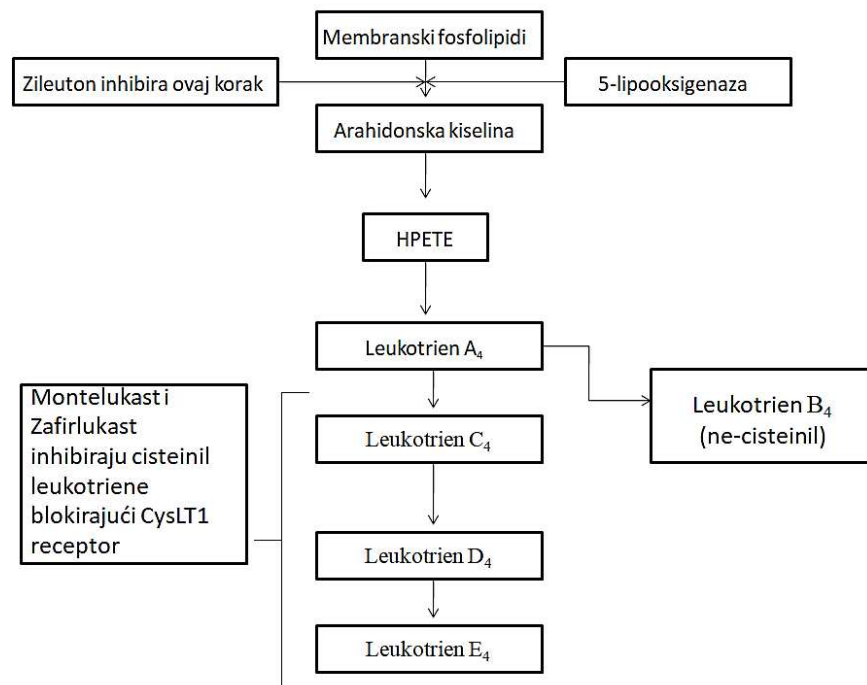 Membranski fosfolipidi
Zileuton inhibira ovaj korak
5-lipooksigenaza
Arahidonska kiselina
HPETE
Leukotrien A₄
Leukotrien B₄
(ne-cisteinil)
Montelukast i
Zafirlukast
inhibiraju cisteinil
leukotriene
blokirajući CysLT1
receptor
Leukotrien C₄
Leukotrien D₄
Leukotrien E₄